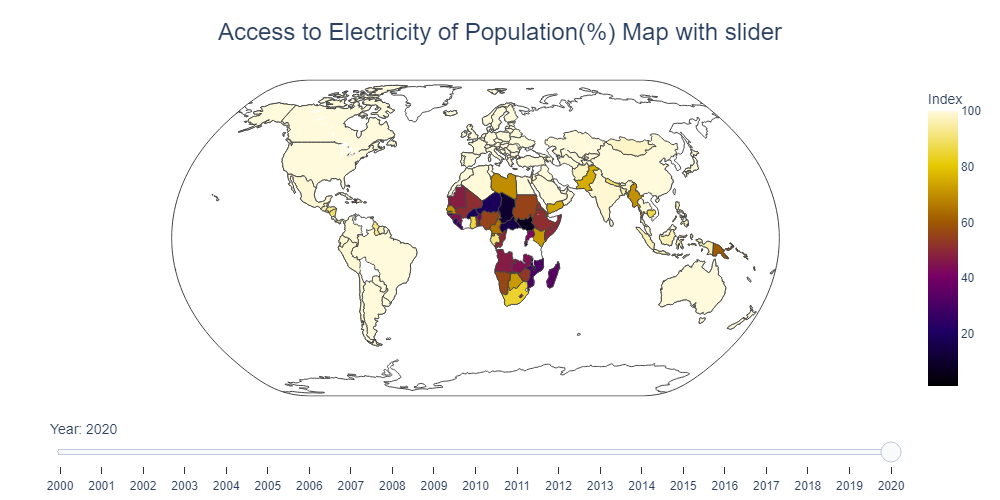 Access to Electricity of Population(%) Map with slider
Index
100
80
60
40
20
Year: 2020
2000 2001 2002 2003 2004 2005 2006 2007 2008 2009 2010 2011 2012 2013 2014 2015 2016 2017 2018 2019 2020